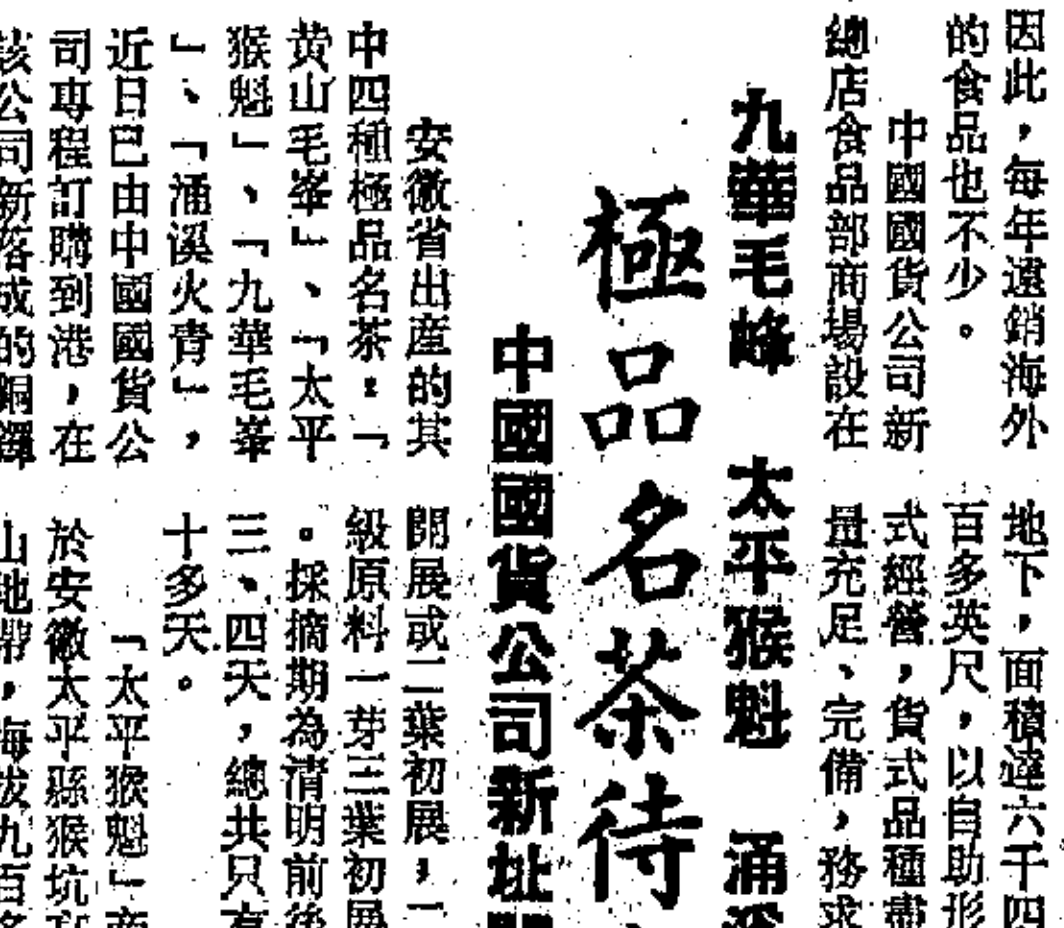 因此，每年遠銷海外
的食品也不少。
中國國貨公司新
總店食品部商場設在
地下，面積達六千四
百多英尺，以自助形
式經營，貨式品種盡
量充足、完備，務求
九華毛峰　太平猴魁　涌
極品名茶待
中國國貨公司新址
安徽省出産的其
中四種極品名茶：「
黄山毛峯」、「太平
猴魁」、「九華毛峯
」、「涌溪火青」，
近日已由中國國貨公
司專程訂購到港，在
該公司新落成的銅鑼
開展或二葉初展，
級原料一芽三葉初展
。採摘期為清明前後
三、四天，總共只有
十多天。
「太平猴魁」産
於安徽太平縣猴坑
山地帶，海拔九百多